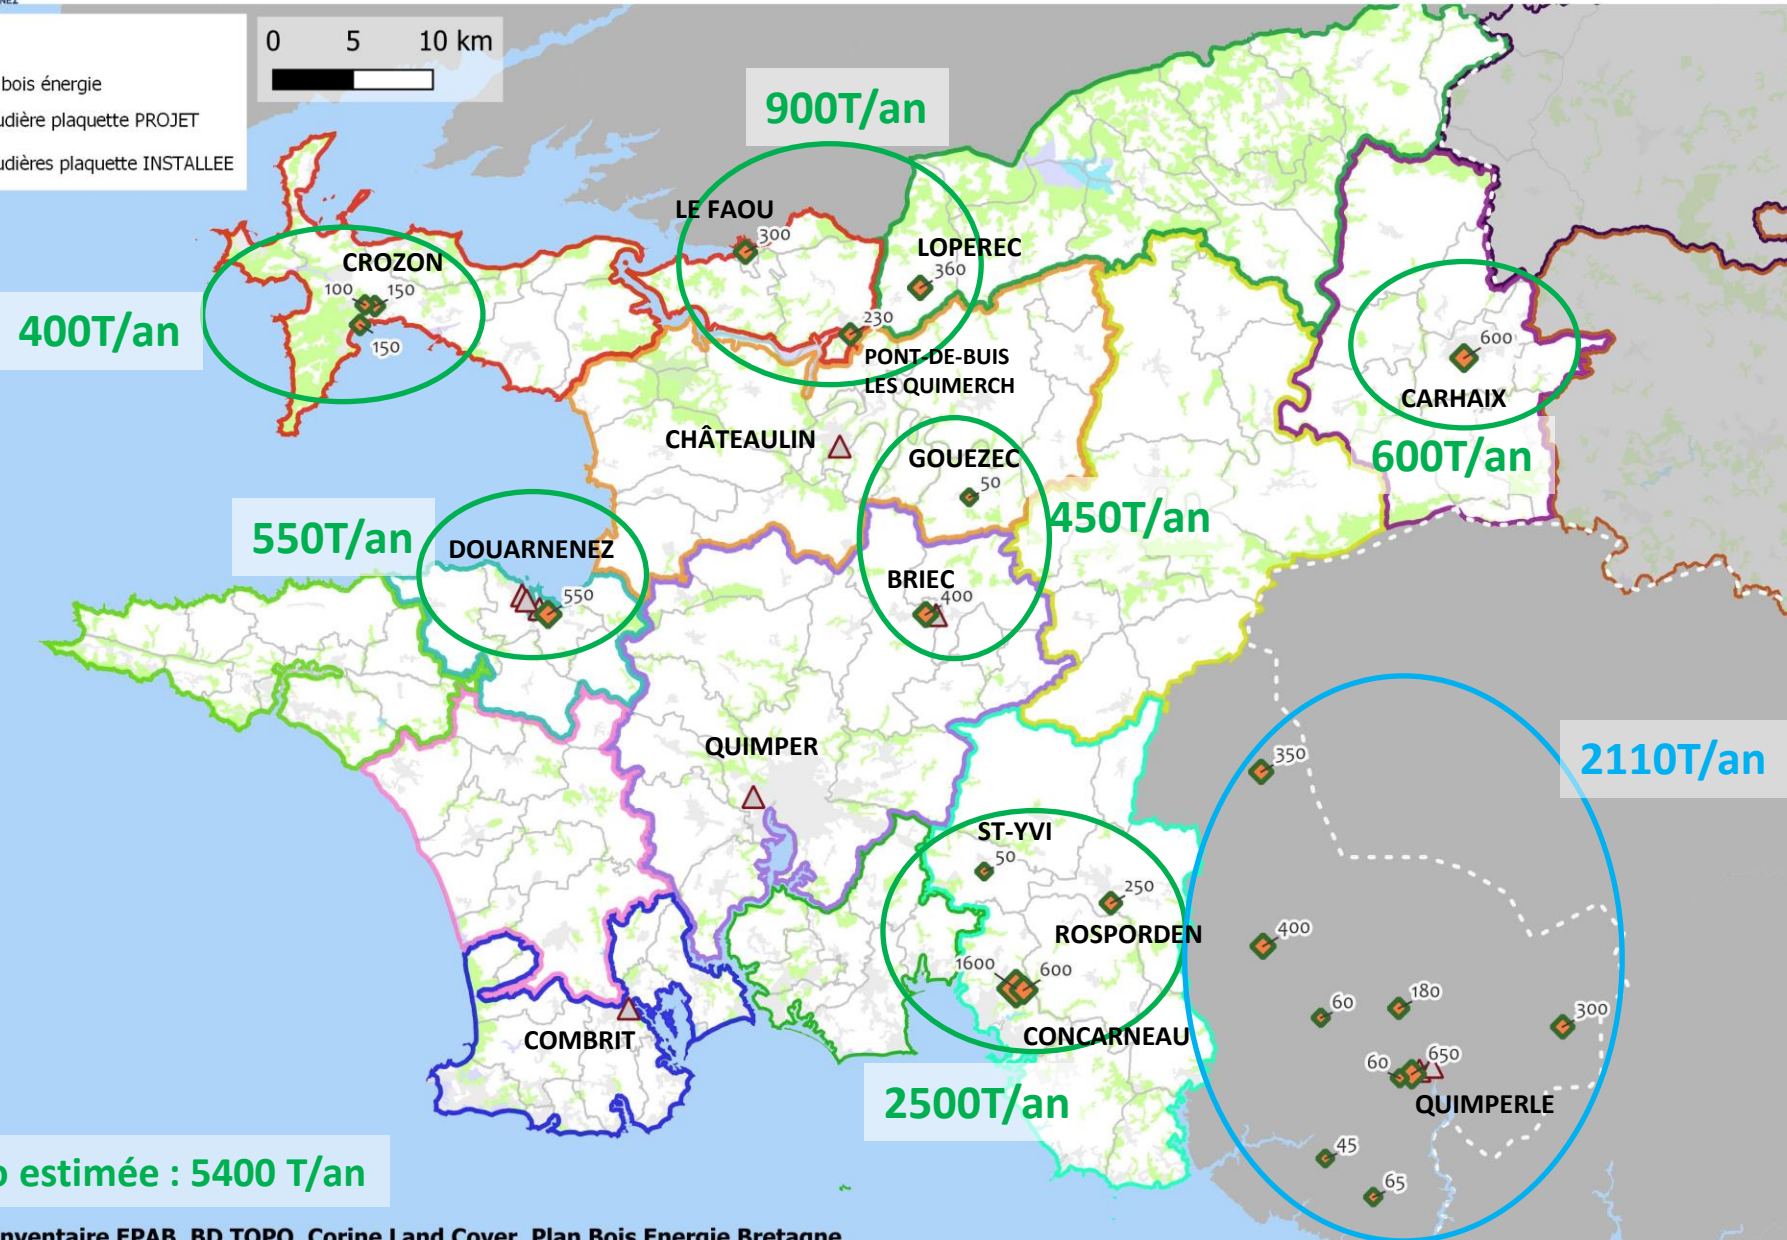 0 5 10 km
bois énergie
plaquette PROJET
plaquette INSTALLEE
900T/an
LE FAOU
300
LOPEREC
360
CROZON
100
150
150
400T/an
230
PONT-DE-BUIS
LES QUIMERCH
600
CARHAIX
600T/an
CHÂTEAULIN
GOUEZEC
50
450T/an
550T/an
DOUARNENEZ
550
BRIEC
400
QUIMPER
350
2110T/an
ST-YVI
50
250
ROSPORDEN
1600
600
CONCARNEAU
400
60
180
300
60
650
QUIMPERLE
COMBRIT
2500T/an
45
65
estimée : 5400 T/an
EPAB, BD TOPO, Corine Land Cover, Plan Bois Energie Bretagne